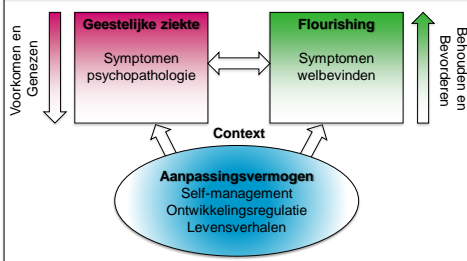 Voorkomen en
Genezen
Geestelijke ziekte
Symptomen
psychopathologie
Flourishing
Symptomen
welbevinden
Behouden en
Bevorderen
Context
Aanpassingsvermogen
Self-management
Ontwikkelingsregulatie
Levensverhalen